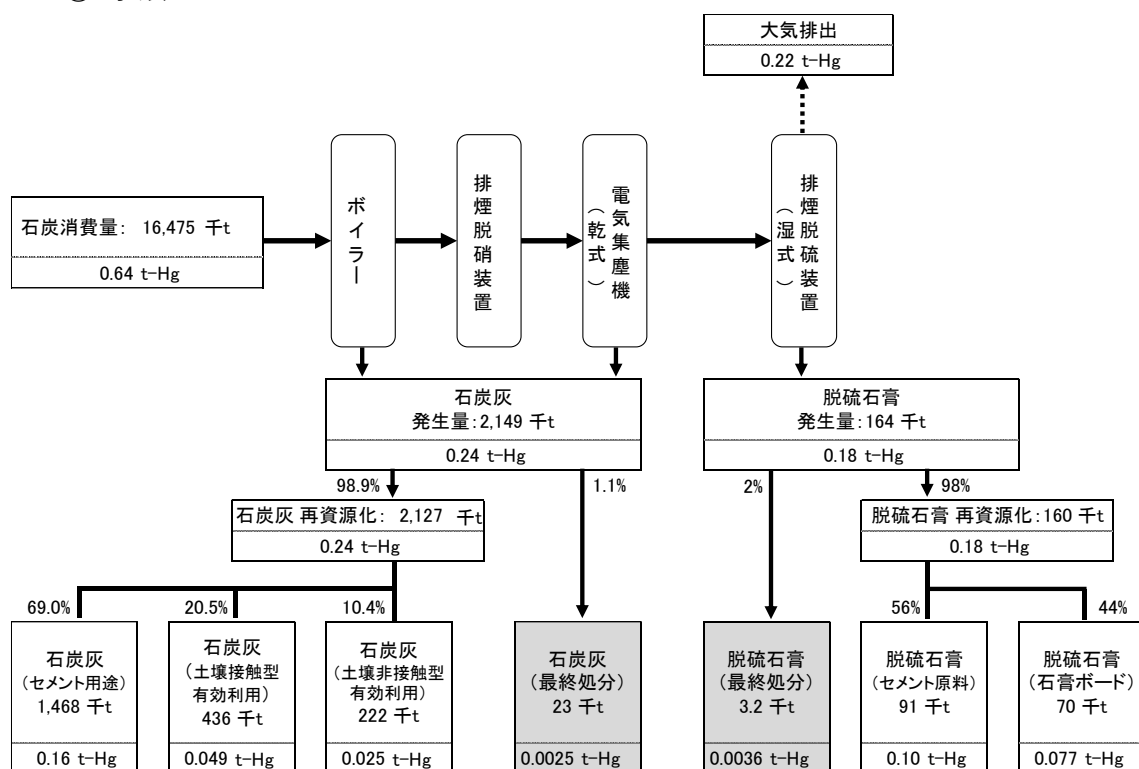 大気排出
0.22 t-Hg
石炭消費量: 16,475 千t
0.64 t-Hg
ボイラー
排煙脱硝装置
電気集塵機
（乾式）
排煙脱硫装置
（湿式）
石炭灰
発生量:2,149 千t
0.24 t-Hg
脱硫石膏
発生量:164 千t
0.18 t-Hg
98.9%
1.1%
2%
98%
石炭灰 再資源化: 2,127 千t
0.24 t-Hg
脱硫石膏 再資源化:160 千t
0.18 t-Hg
69.0%
20.5%
10.4%
56%
44%
石炭灰
（セメント用途）
1,468 千t
0.16 t-Hg
石炭灰
（土壌接触型
有効利用）
436 千t
0.049 t-Hg
石炭灰
（土壌非接触型
有効利用）
222 千t
0.025 t-Hg
石炭灰
（最終処分）
23 千t
0.0025 t-Hg
脱硫石膏
（最終処分）
3.2 千t
0.0036 t-Hg
脱硫石膏
（セメント原料）
91 千t
0.10 t-Hg
脱硫石膏
（石膏ボード）
70 千t
0.077 t-Hg